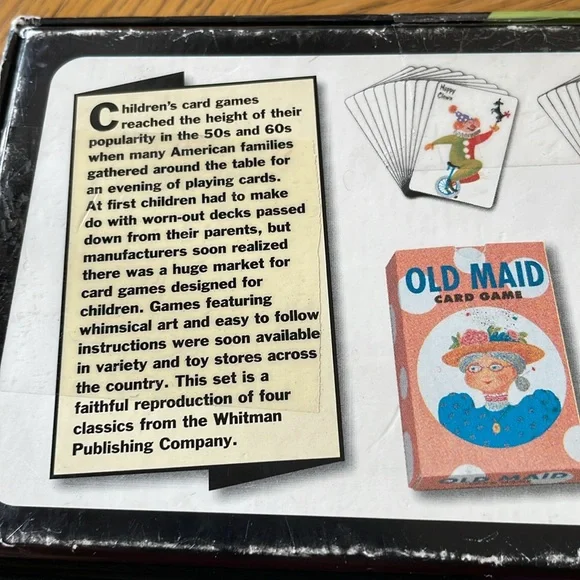 Children's card games
reached the height of their
popularity in the 50s and 60s
when many American families
gathered around the table for
an evening of playing cards.
At first children had to make
do with worn-out decks passed
down from their parents, but
manufacturers soon realized
there was a huge market for
card games designed for
children. Games featuring
whimsical art and easy to follow
instructions were soon available
in variety and toy stores across
the country. This set is a
faithful reproduction of four
classics from the Whitman
Publishing Company.
Happy
Clown
OLD MAID
CARD GAME
OLD MAID